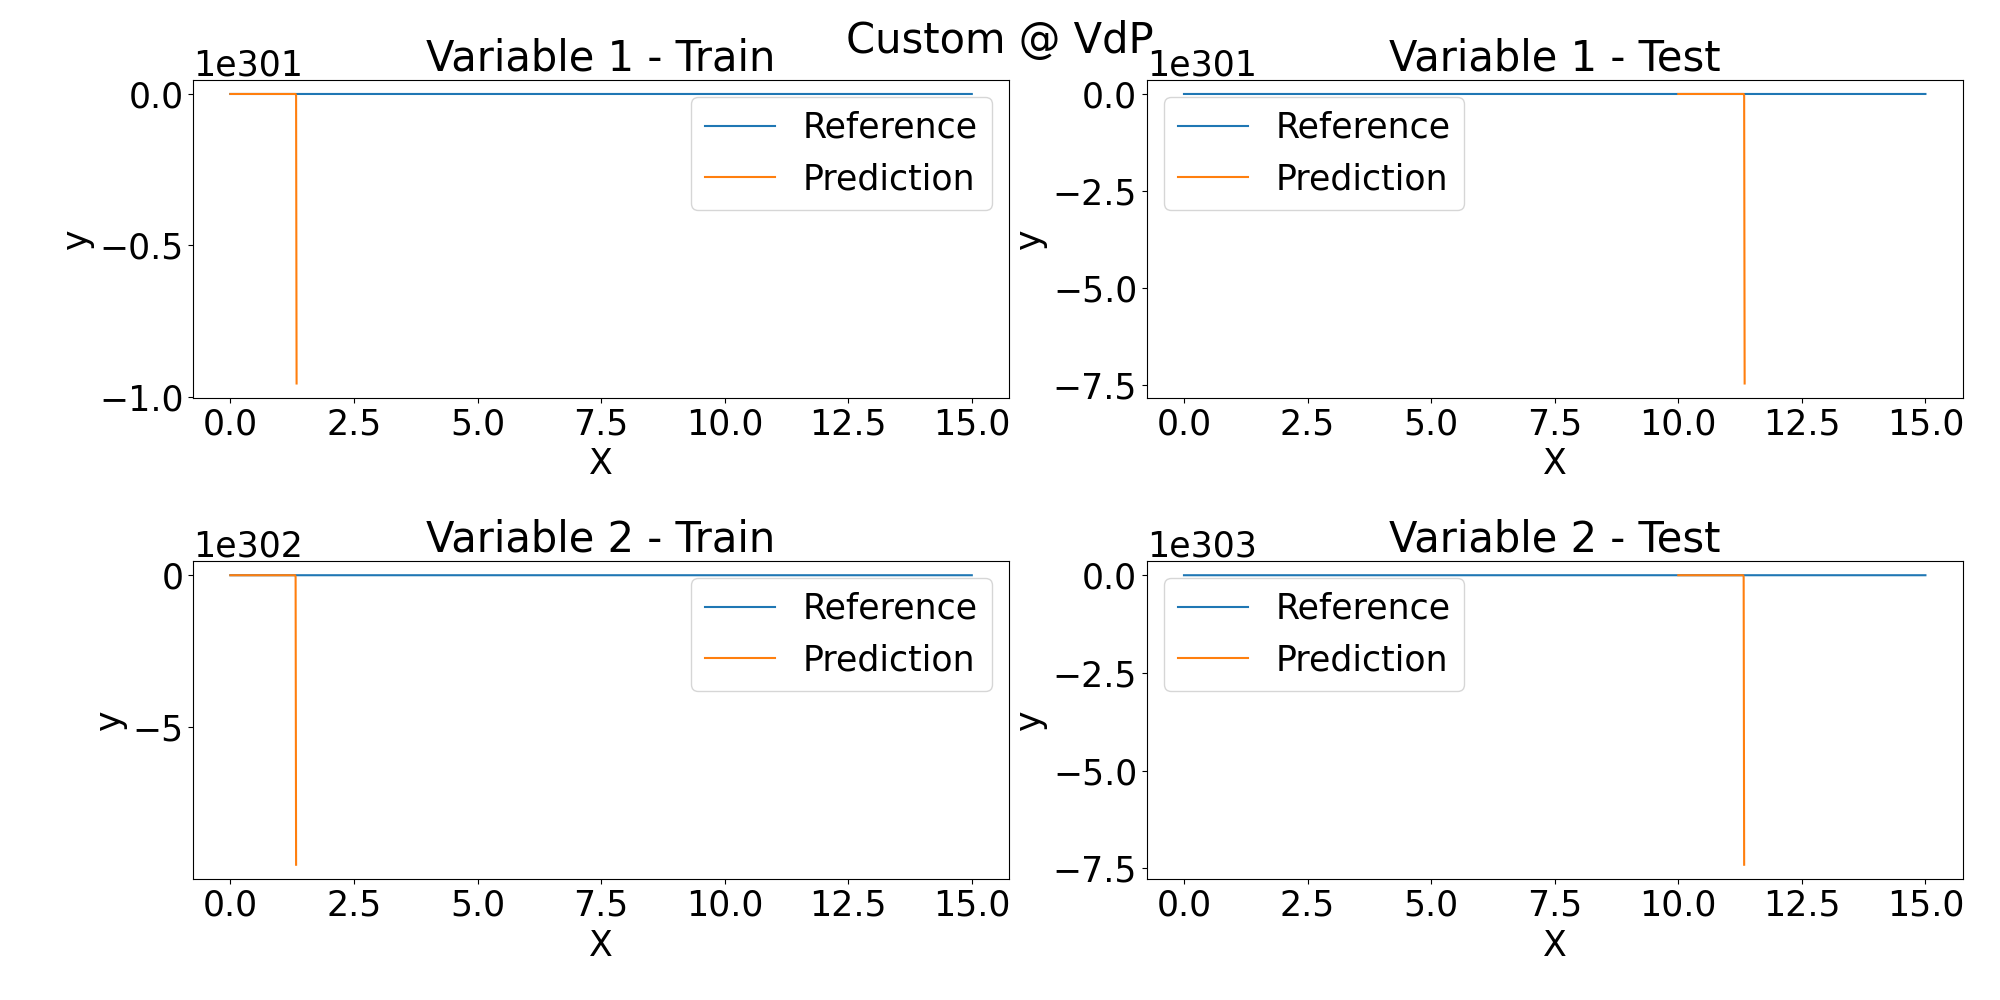 Custom @ VdP
Variable 1 - Train
1e301
0.0
−0.5
−1.0
y
Reference
Prediction
0.0 2.5 5.0 7.5 10.0 12.5 15.0
X
Variable 1 - Test
1e301
0.0
−2.5
−5.0
−7.5
y
Reference
Prediction
0.0 2.5 5.0 7.5 10.0 12.5 15.0
X
Variable 2 - Train
1e302
0
−5
y
Reference
Prediction
0.0 2.5 5.0 7.5 10.0 12.5 15.0
X
Variable 2 - Test
1e303
0.0
−2.5
−5.0
−7.5
y
Reference
Prediction
0.0 2.5 5.0 7.5 10.0 12.5 15.0
X